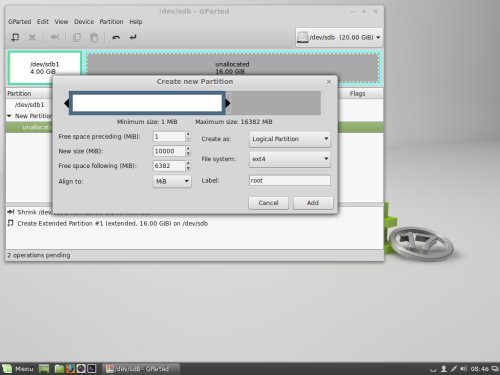 /dev/sdb - GParted
GParted Edit View Device Partition Help
/dev/sdb (20.00 GiB)
/dev/sdb1
4.00 GiB
unallocated
16.00 GiB
Create new Partition
Partition
Flags
/dev/sdb1
New Partition
unallocated
Minimum size: 1 MiB Maximum size: 16382 MiB
Free space preceding (MiB): 1 Create as: Logical Partition
New size (MiB): 10000 File system: ext4
Free space following (MiB): 6382
Align to: MiB Label: root
Cancel Add
Shrink /dev/
Create Extended Partition #1 (extended, 16.00 GiB) on /dev/sdb
2 operations pending
17
Menu /dev/sdb - GParted 08:46